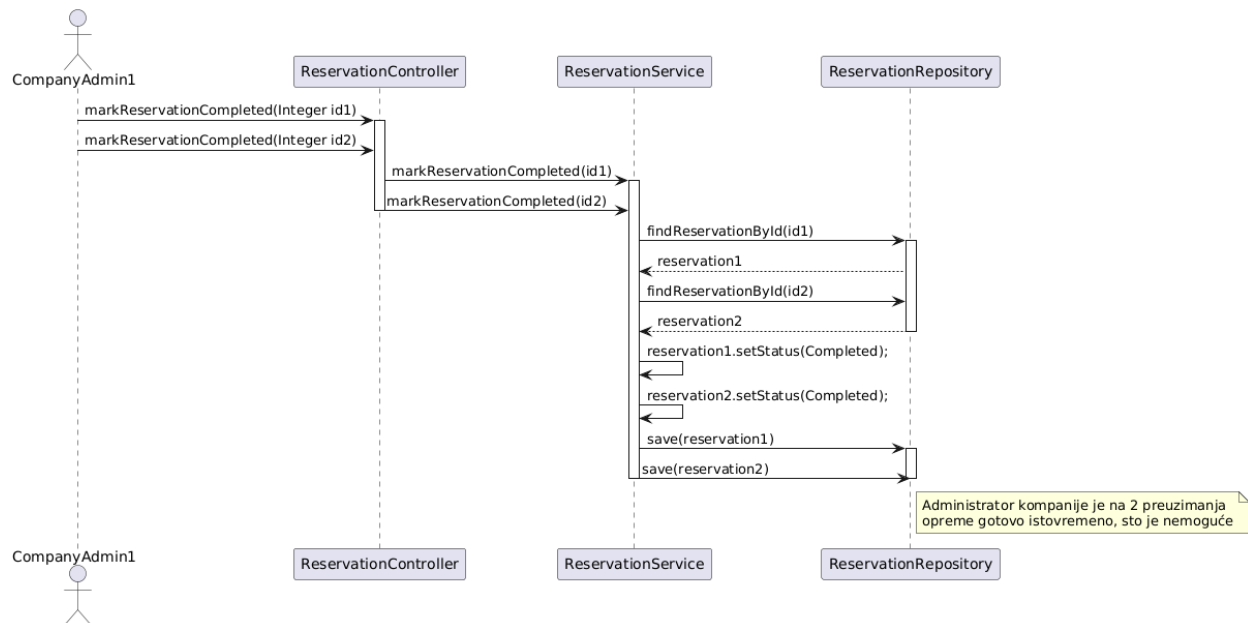 CompanyAdmin1
ReservationController
ReservationService
ReservationRepository
markReservationCompleted(Integer id1)
markReservationCompleted(Integer id2)
markReservationCompleted(id1)
markReservationCompleted(id2)
findReservationById(id1)
reservation1
findReservationById(id2)
reservation2
reservation1.setStatus(Completed);
reservation2.setStatus(Completed);
save(reservation1)
save(reservation2)
Administrator kompanije je na 2 preuzimanja
opreme gotovo istovremeno, sto je nemoguće
CompanyAdmin1
ReservationController
ReservationService
ReservationRepository